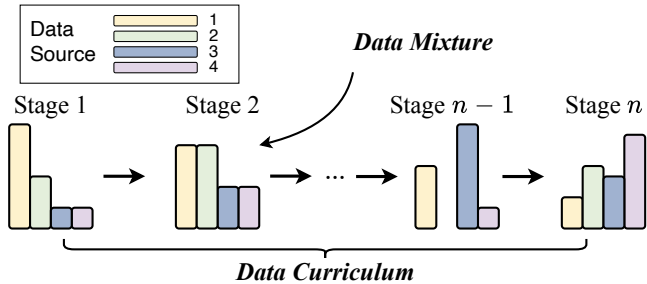 Data Source
1
2
3
4
Data Mixture
Stage 1
Stage 2
Stage n − 1
Stage n
...
Data Curriculum